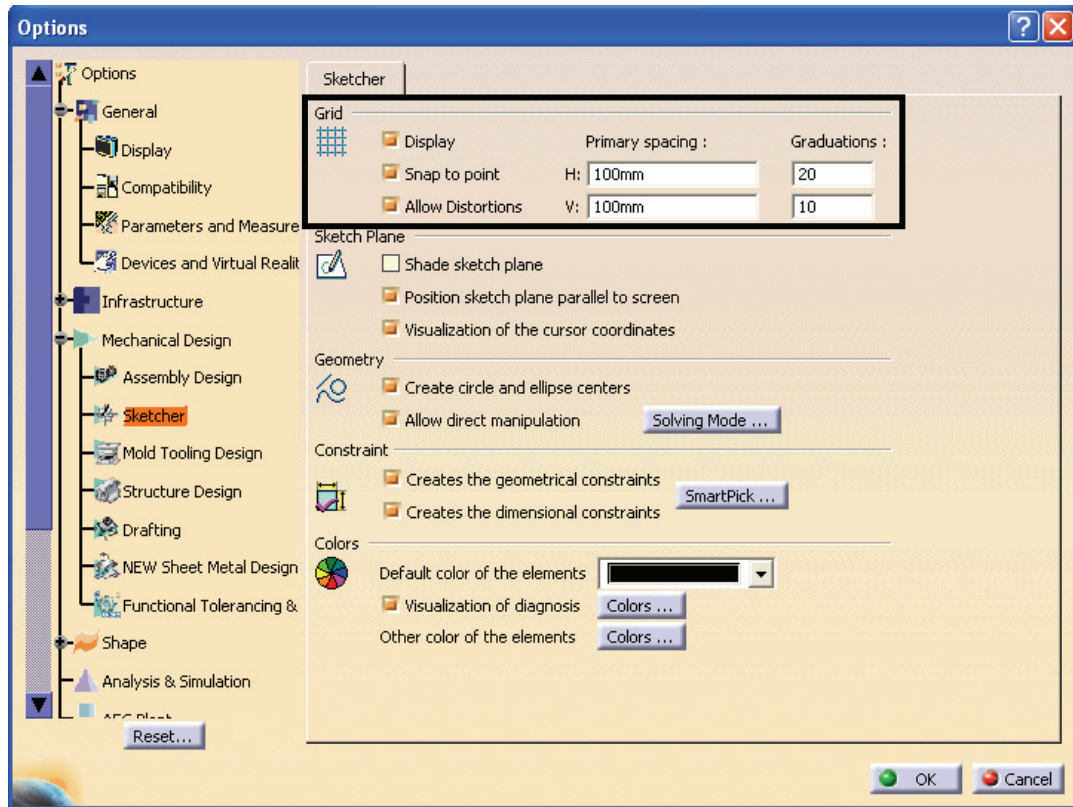 Options
Options
General
Display
Compatibility
Parameters and Measure
Devices and Virtual Realit
Infrastructure
Mechanical Design
Assembly Design
Sketcher
Mold Tooling Design
Structure Design
Drafting
NEW Sheet Metal Design
Functional Tolerancing &
Shape
Analysis & Simulation
Reset...
Sketcher
Grid
Display Primary spacing : Graduations :
Snap to point H: 100mm 20
Allow Distortions V: 100mm 10
Sketch Plane
Shade sketch plane
Position sketch plane parallel to screen
Visualization of the cursor coordinates
Geometry
Create circle and ellipse centers
Allow direct manipulation Solving Mode ...
Constraint
Creates the geometrical constraints
SmartPick ...
Creates the dimensional constraints
Colors
Default color of the elements
Visualization of diagnosis Colors ...
Other color of the elements Colors ...
OK Cancel